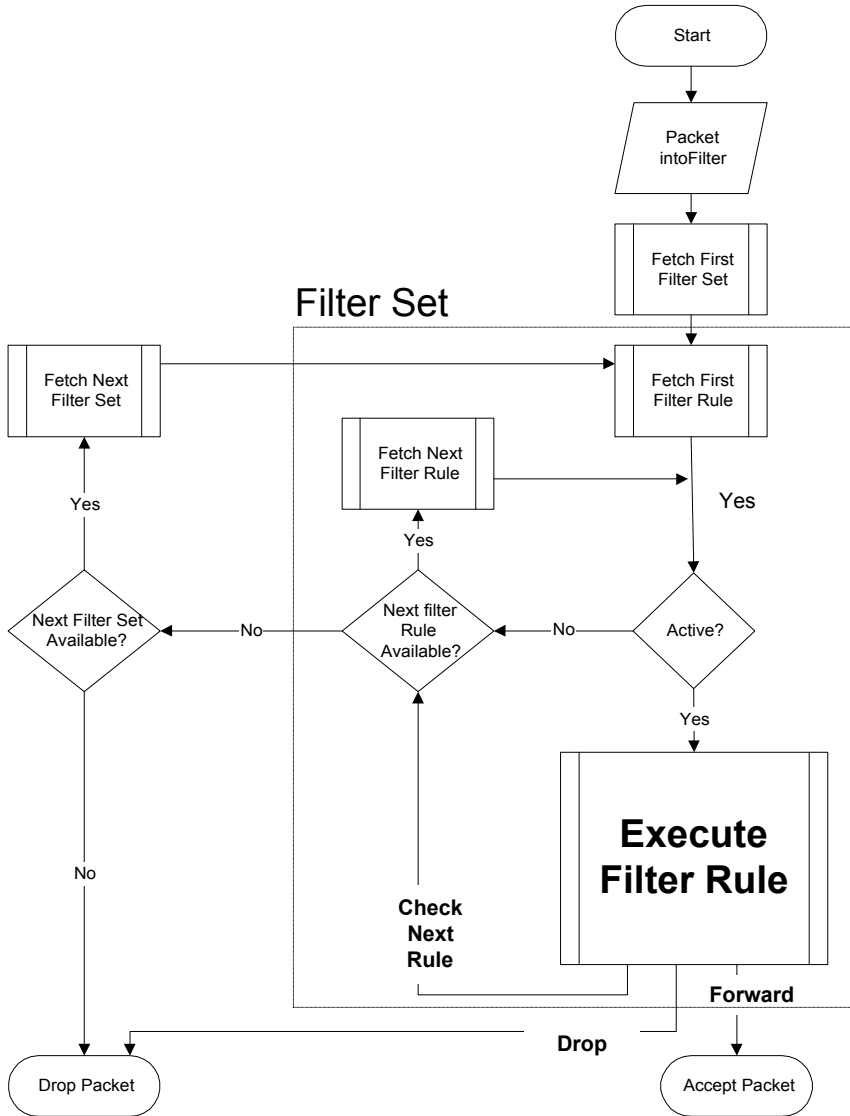 Start
Packet
intoFilter
Fetch First
Filter Set
Filter Set
Fetch Next
Filter Set
Fetch First
Filter Rule
Fetch Next
Filter Rule
Yes
Yes
Yes
Next Filter Set
Available?
No
Next filter
Rule
Available?
No
Active?
Yes
Execute
Filter Rule
No
Check
Next
Rule
Forward
Drop
Drop Packet
Accept Packet